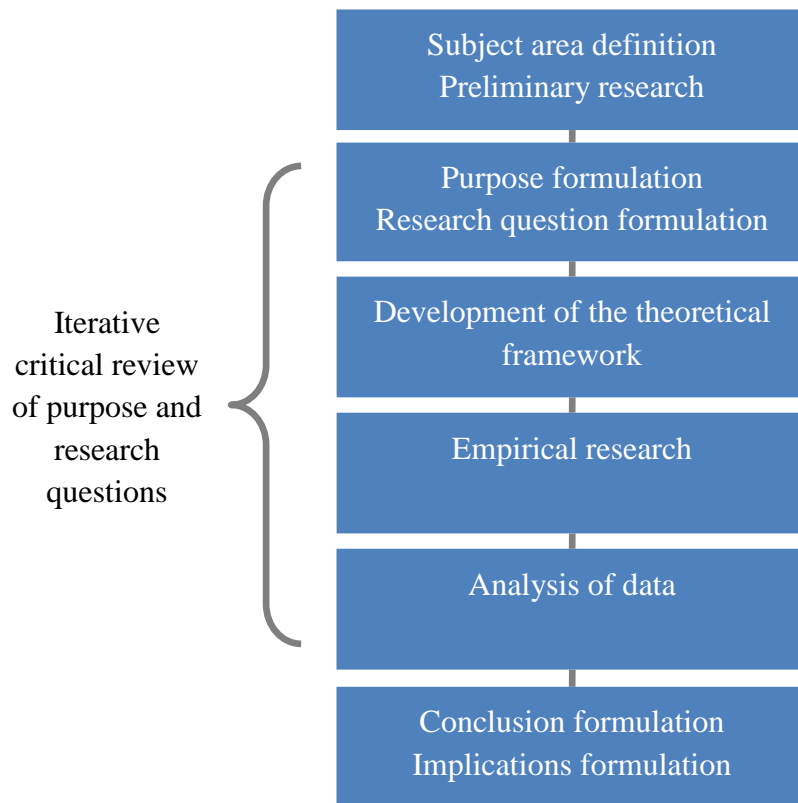 Subject area definition
Preliminary research
Purpose formulation
Research question formulation
Development of the theoretical
framework
Iterative
critical review
of purpose and
research
questions
Empirical research
Analysis of data
Conclusion formulation
Implications formulation